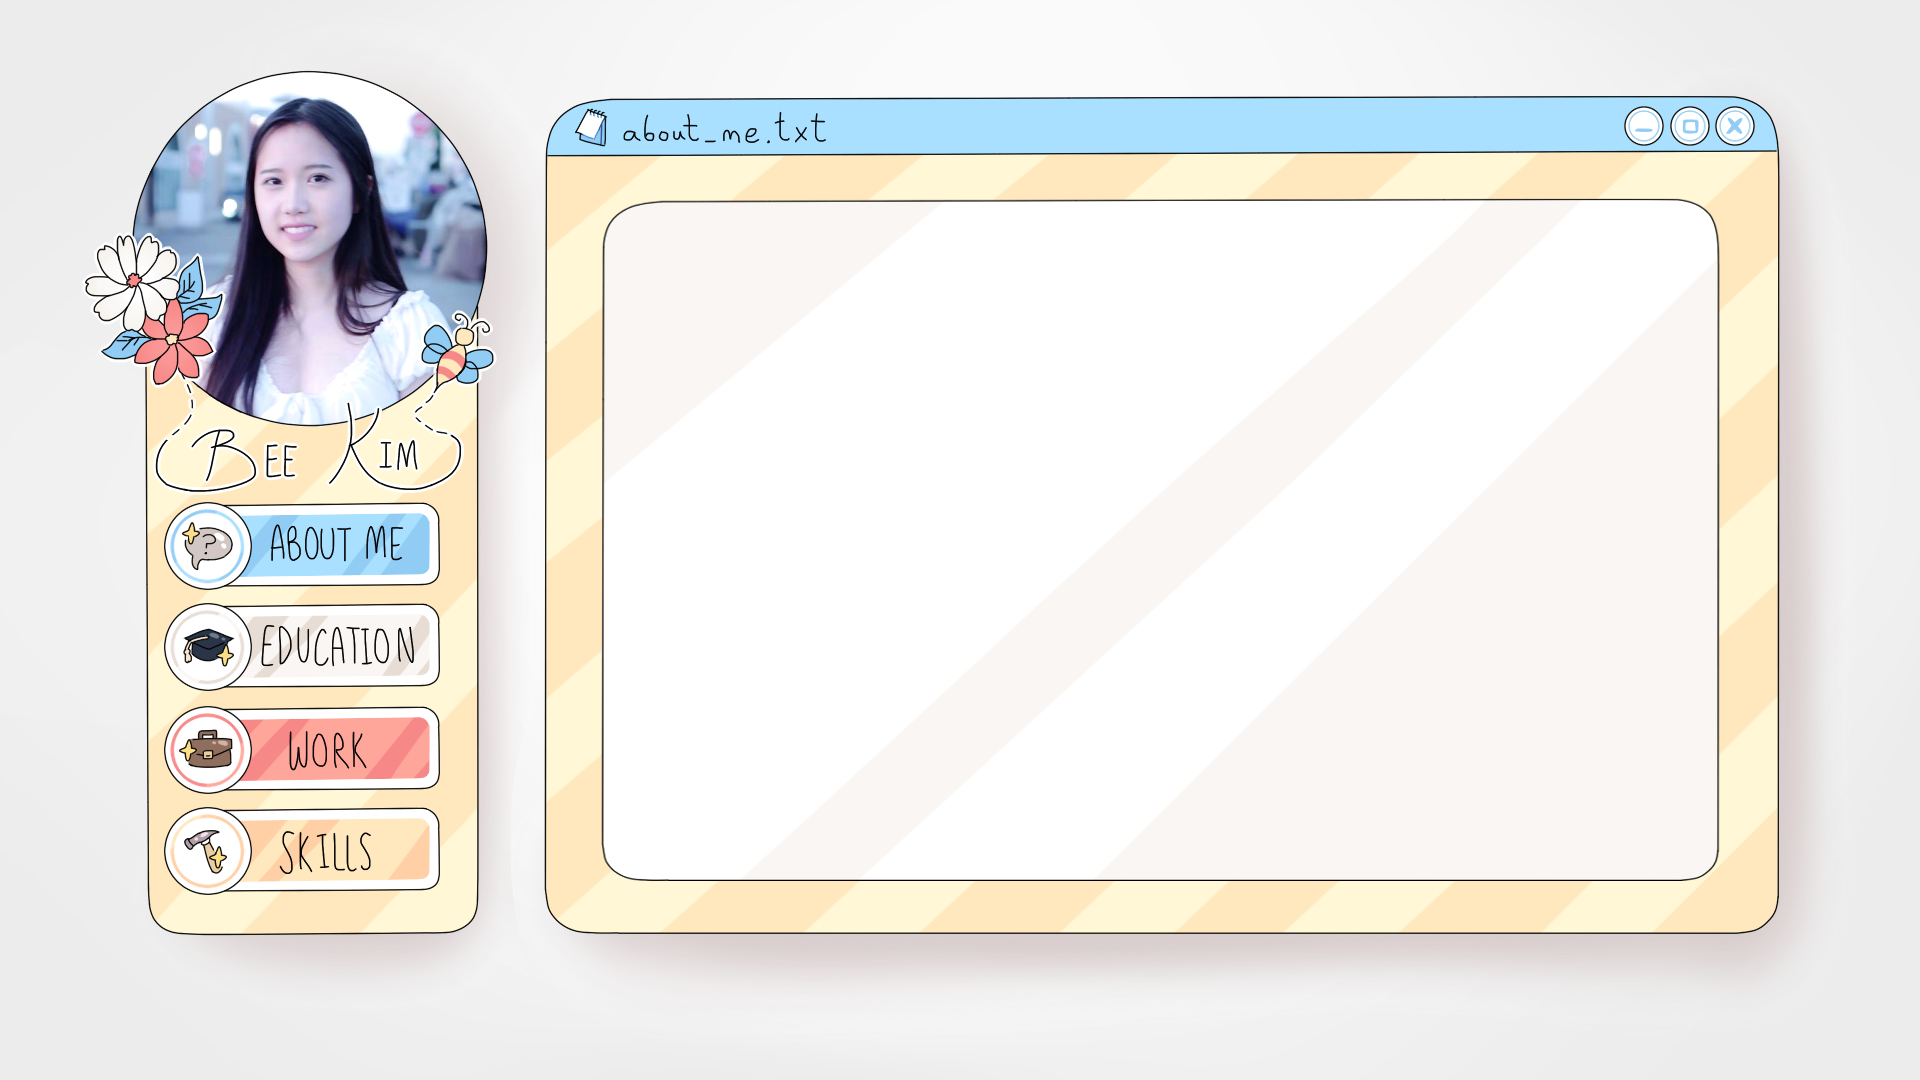 about_me.txt
BEE KIM
ABOUT ME
EDUCATION
WORK
SKILLS